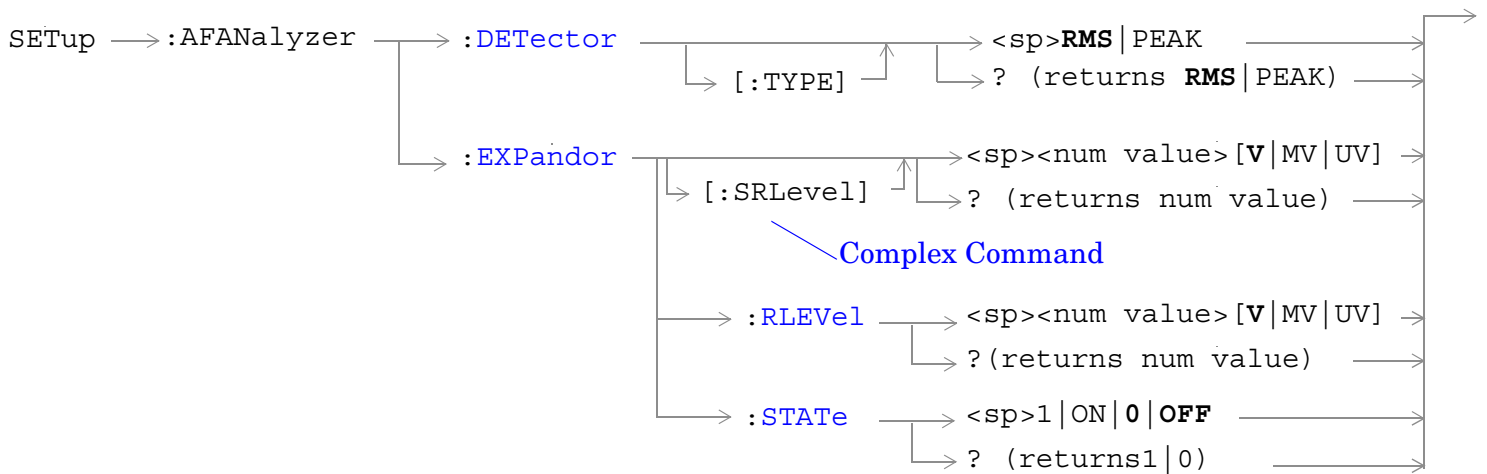 SETup :AFANalyzer :DETector <sp>RMS|PEAK
[:TYPE] ? (returns RMS|PEAK)
:EXPandor <sp><num value>[V|MV|UV]
[:SRLevel] ? (returns num value)
Complex Command
:RLEVel <sp><num value>[V|MV|UV]
?(returns num value)
:STATe <sp>1|ON|0|OFF
? (returns1|0)